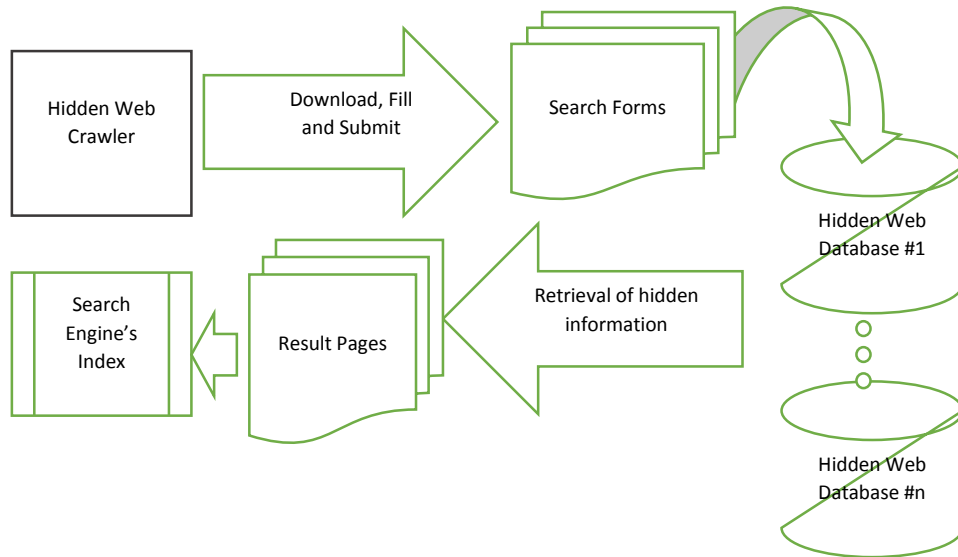 Hidden Web
Crawler
Download, Fill
and Submit
Search Forms
Hidden Web
Database #1
Retrieval of hidden
information
Result Pages
Search
Engine’s
Index
Hidden Web
Database #n